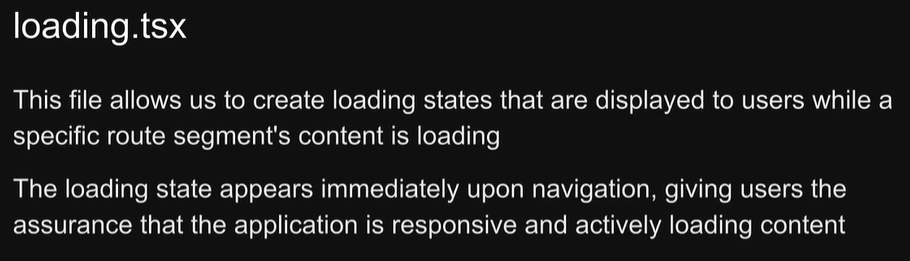 loading.tsx
This file allows us to create loading states that are displayed to users while a
specific route segment's content is loading
The loading state appears immediately upon navigation, giving users the
assurance that the application is responsive and actively loading content